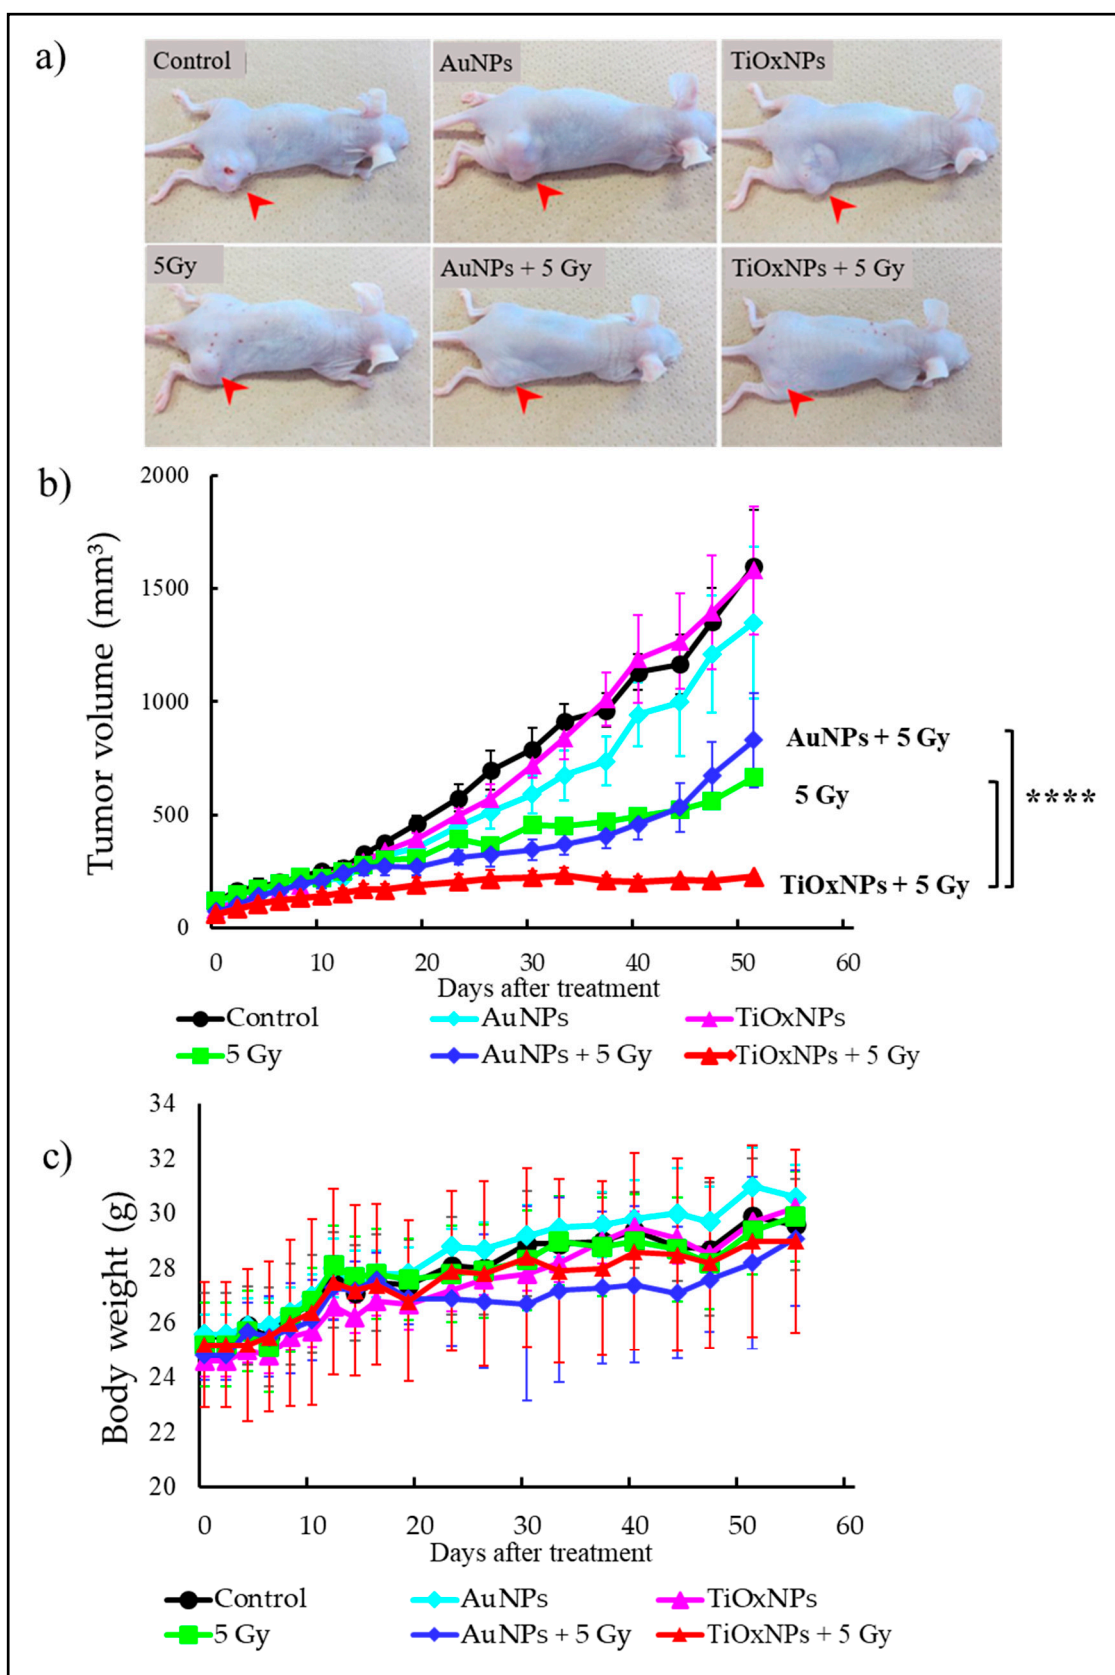 a)
Control
AuNPs
TiOxNPs
5Gy
AuNPs + 5 Gy
TiOxNPs + 5 Gy
b)
Tumor volume (mm³)
2000
1500
1000
500
0
0 10 20 30 40 50 60
Days after treatment
AuNPs + 5 Gy
5 Gy
TiOxNPs + 5 Gy
****
Control AuNPs TiOxNPs
5 Gy AuNPs + 5 Gy TiOxNPs + 5 Gy
c)
Body weight (g)
34
32
30
28
26
24
22
20
0 10 20 30 40 50 60
Days after treatment
Control AuNPs TiOxNPs
5 Gy AuNPs + 5 Gy TiOxNPs + 5 Gy